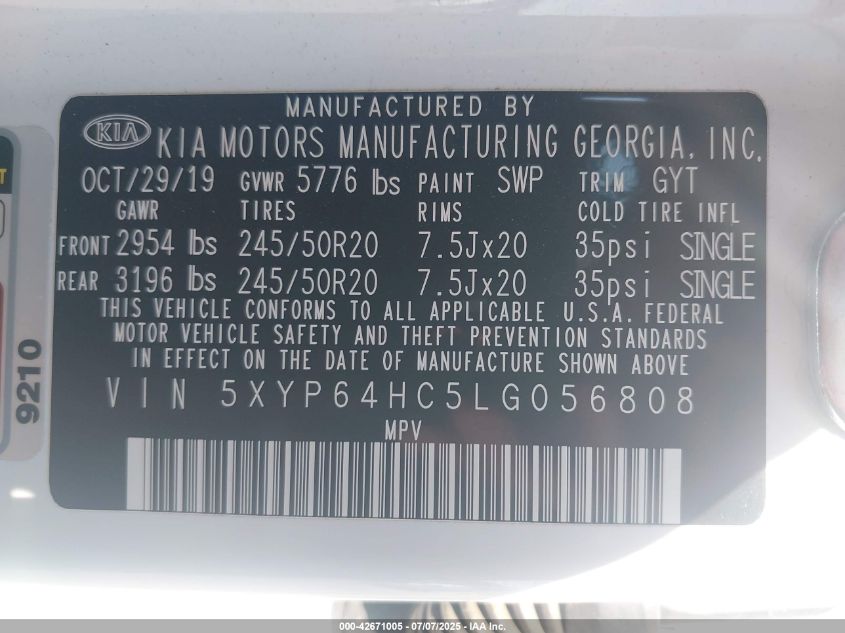 MANUFACTURED BY
KIA KIA MOTORS MANUFACTURING GEORGIA, INC.
OCT/29/19 GVWR 5776 lbs PAINT SWP TRIM GYT
GAWR TIRES RIMS COLD TIRE INFL
FRONT 2954 lbs 245/50R20 7.5Jx20 35psi SINGLE
REAR 3196 lbs 245/50R20 7.5Jx20 35psi SINGLE
THIS VEHICLE CONFORMS TO ALL APPLICABLE U.S.A. FEDERAL
MOTOR VEHICLE SAFETY AND THEFT PREVENTION STANDARDS
IN EFFECT ON THE DATE OF MANUFACTURE SHOWN ABOVE
VIN 5XYP64HC5LG056808
MPV
9210
000-42671005 - 07/07/2025 - IAAI, Inc.